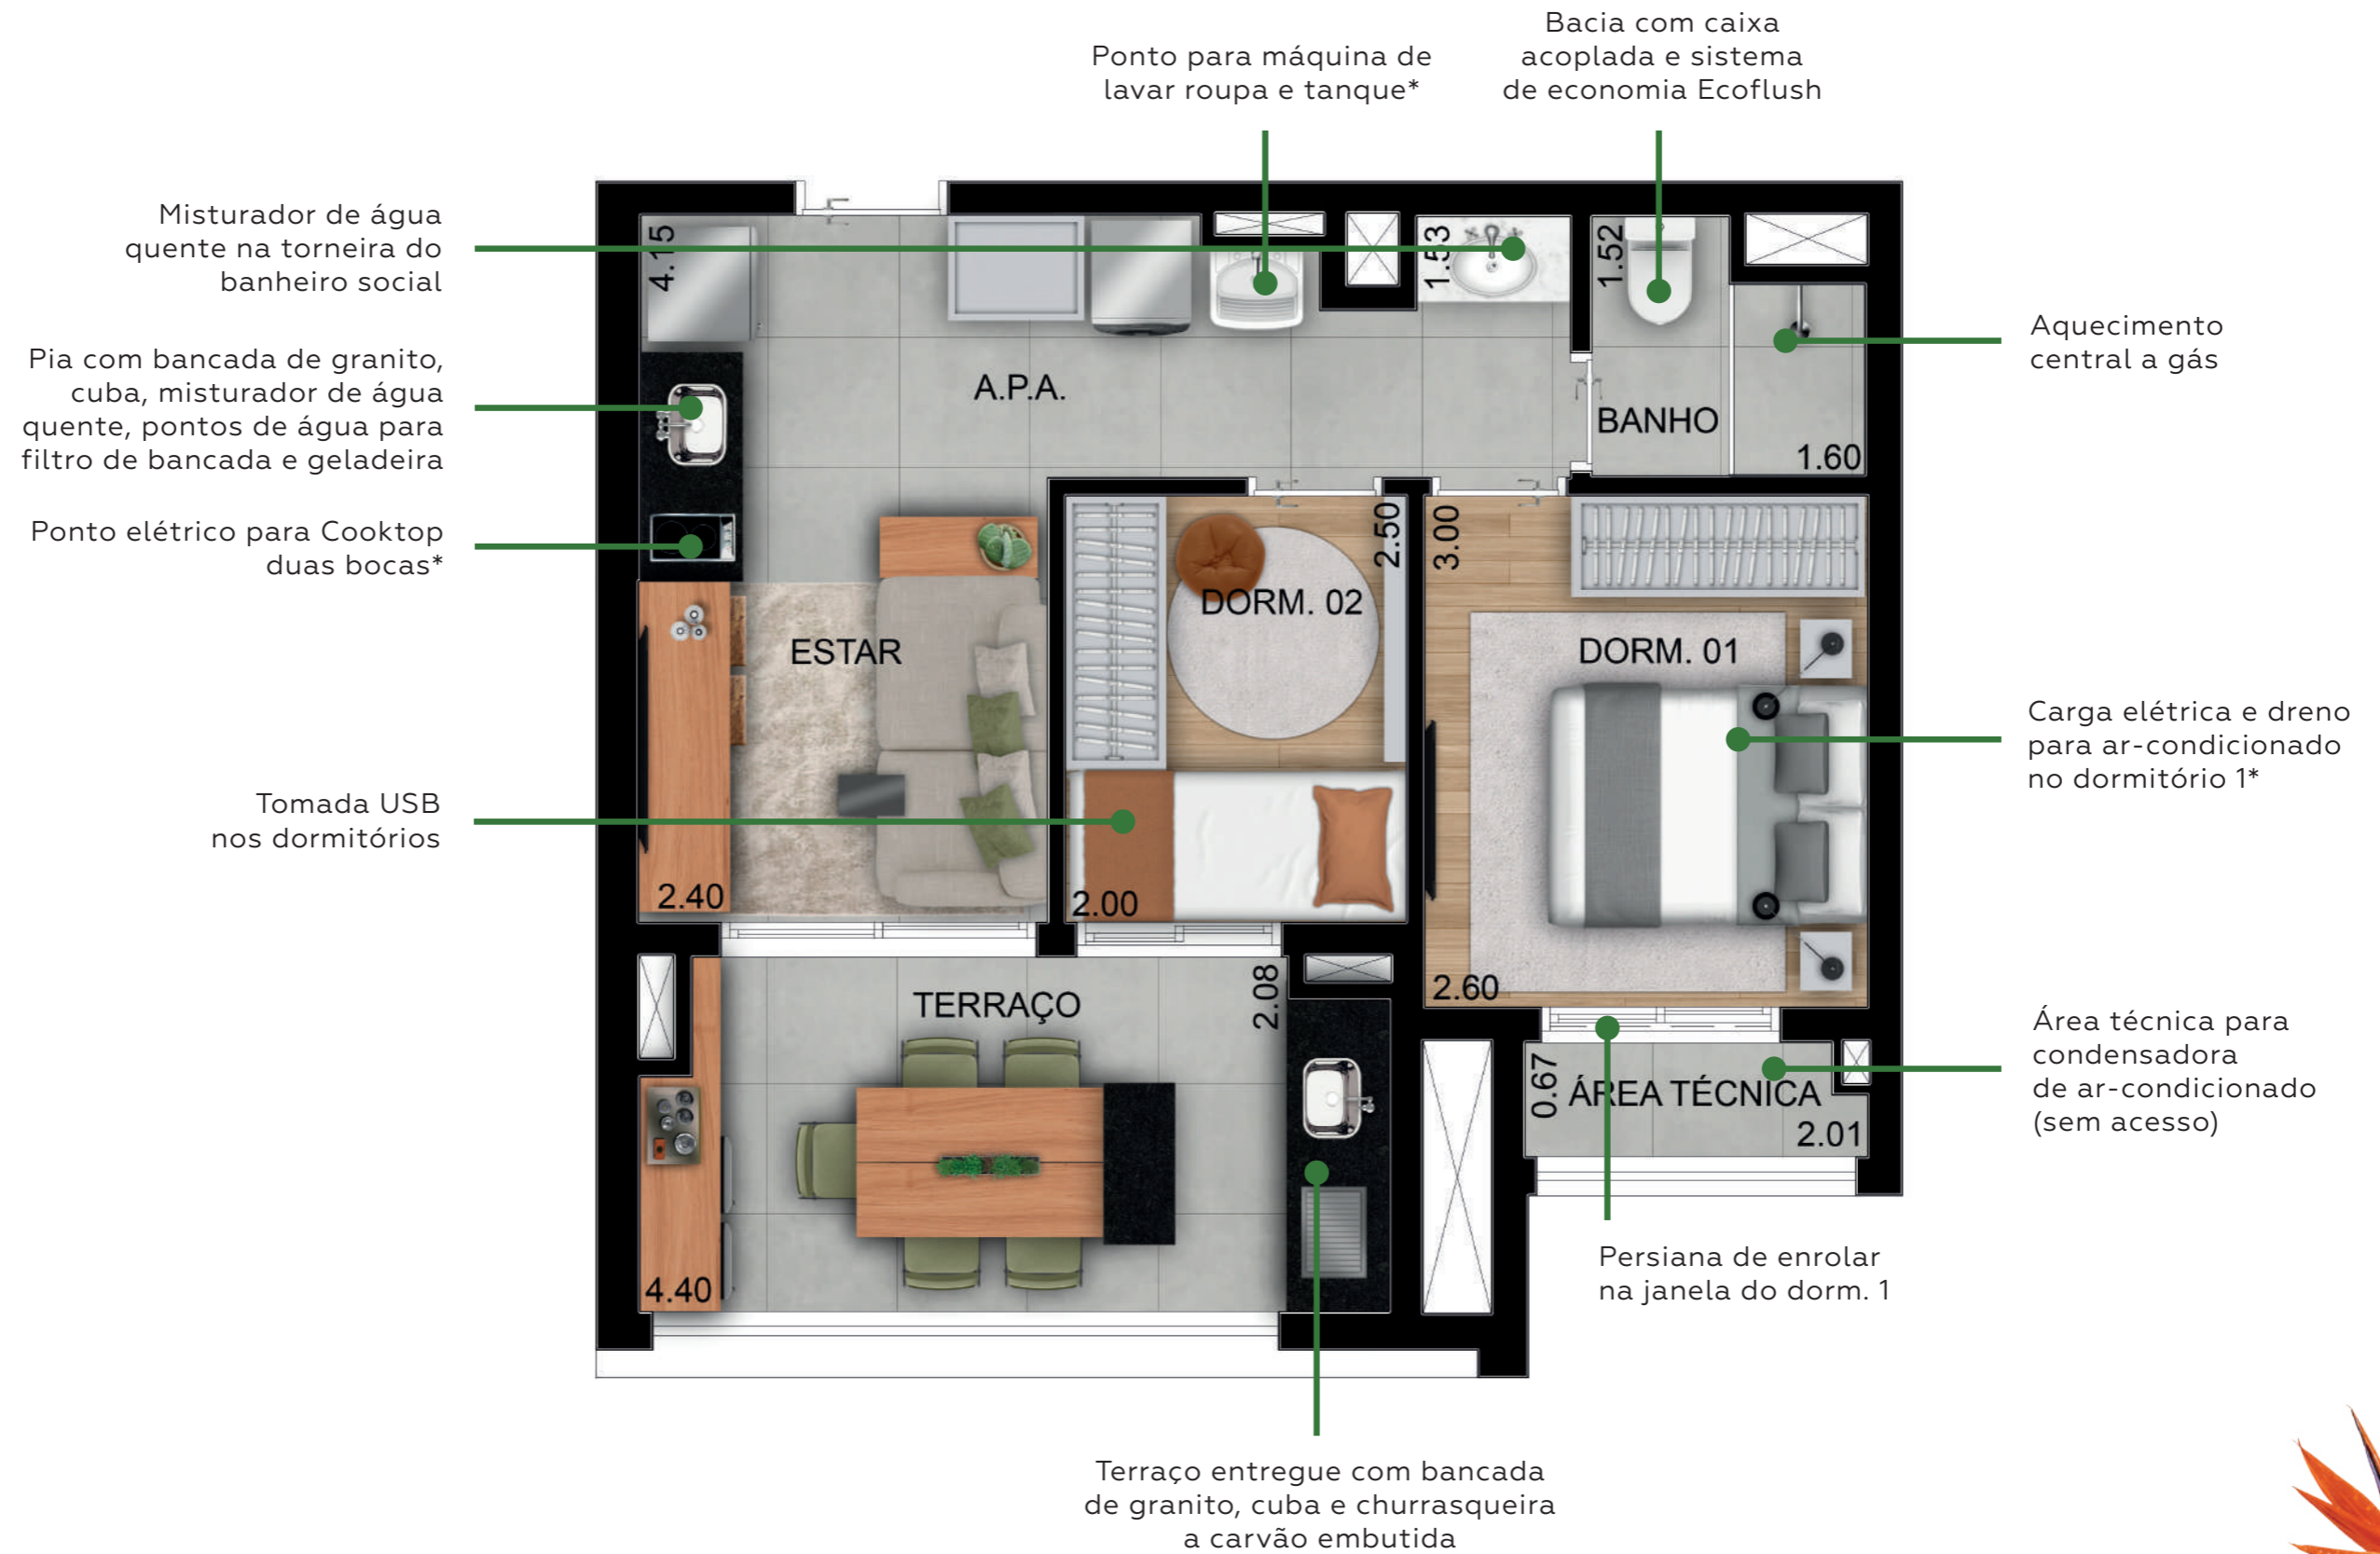 Bacia com caixa
acoplada e sistema
de economia Ecoflush
Ponto para máquina de
lavar roupa e tanque*
Misturador de água
quente na torneira do
banheiro social
Pia com bancada de granito,
cuba, misturador de água
quente, pontos de água para
filtro de bancada e geladeira
Ponto elétrico para Cooktop
duas bocas*
Tomada USB
nos dormitórios
4.15
1.53
1.52
A.P.A.
BANHO
1.60
2.50
3.00
DORM. 02
ESTAR
DORM. 01
2.40
2.00
2.60
TERRAÇO
2.08
0.67
ÁREA TÉCNICA
2.01
4.40
Aquecimento
central a gás
Carga elétrica e dreno
para ar-condicionado
no dormitório 1*
Área técnica para
condensadora
de ar-condicionado
(sem acesso)
Persiana de enrolar
na janela do dorm. 1
Terraço entregue com bancada
de granito, cuba e churrasqueira
a carvão embutida